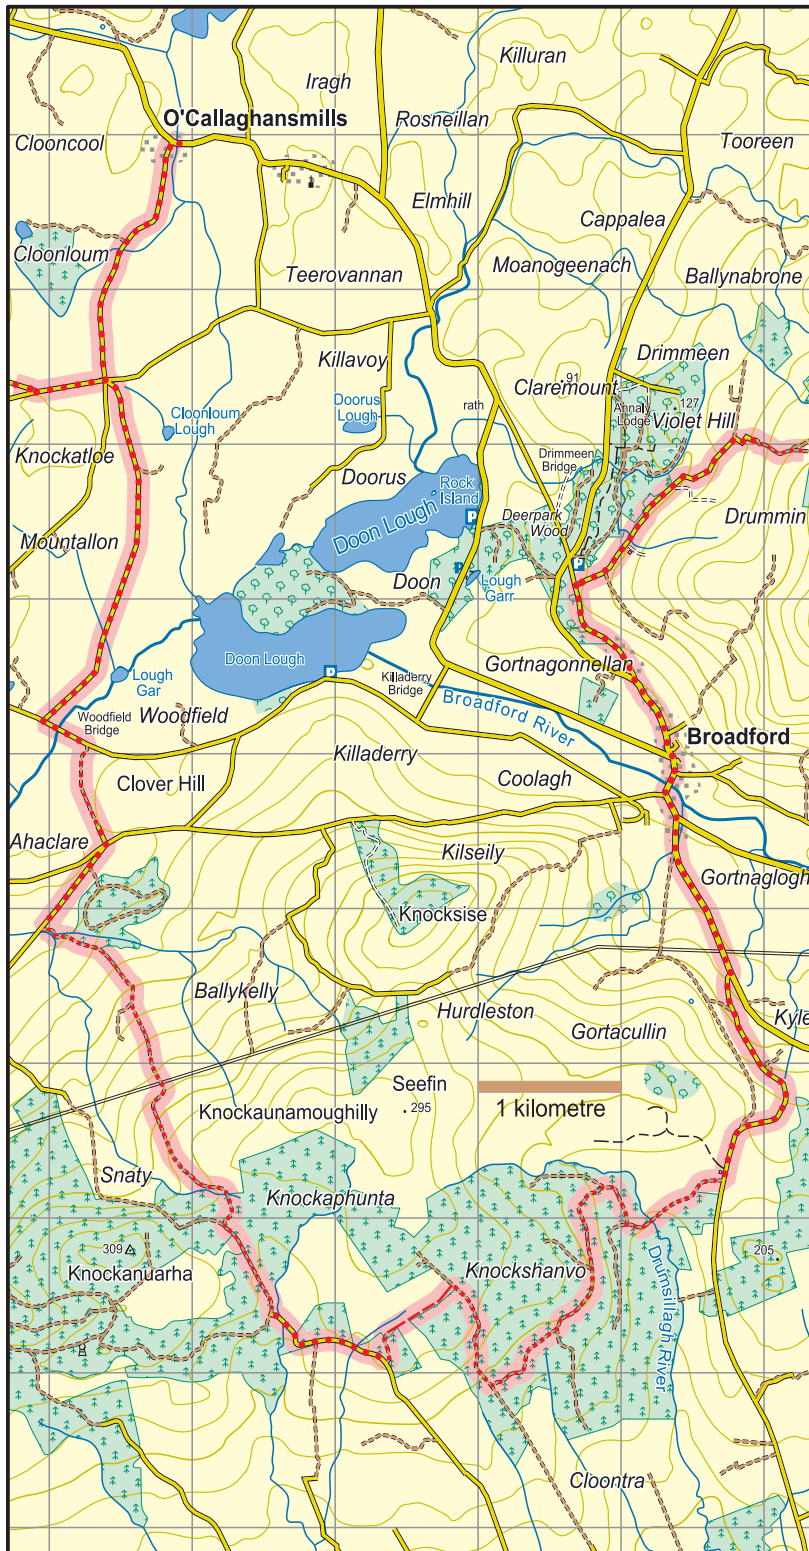 Killuran
Iragh
O'Callaghansmills
Rosneillan
Clooncool
Tooreen
Elmhill
Cappalea
Cloonloum
Moanogeenach
Teerovannan
Ballynabrone
Killavoy
Drimmeen
91
Claremount
Doorus
Lough
rath
Annaly
Lodge
127
Violet Hill
Cloonloum
Lough
Knockatloe
Drimmeen
Bridge
Doorus
Rock
Island
Doon Lough
P
Deerpark
Wood
Drummin
Mountallon
P
Doon
Lough
Garr
Doon Lough
Gortnagonnellan
Lough
Gar
P
Killaderry
Bridge
Woodfield
Bridge
Woodfield
Broadford River
Broadford
Killaderry
Clover Hill
Coolagh
Ahaclare
Kilseily
Gortnaglogh
Knocksise
Ballykelly
Hurdleston
Gortacullin
Kyle
Seefin
295
1 kilometre
Knockaunamoughilly
Snaty
Knockaphunta
309
Knockanuarha
Knockshanvo
205
Drumsillagh River
Cloontra